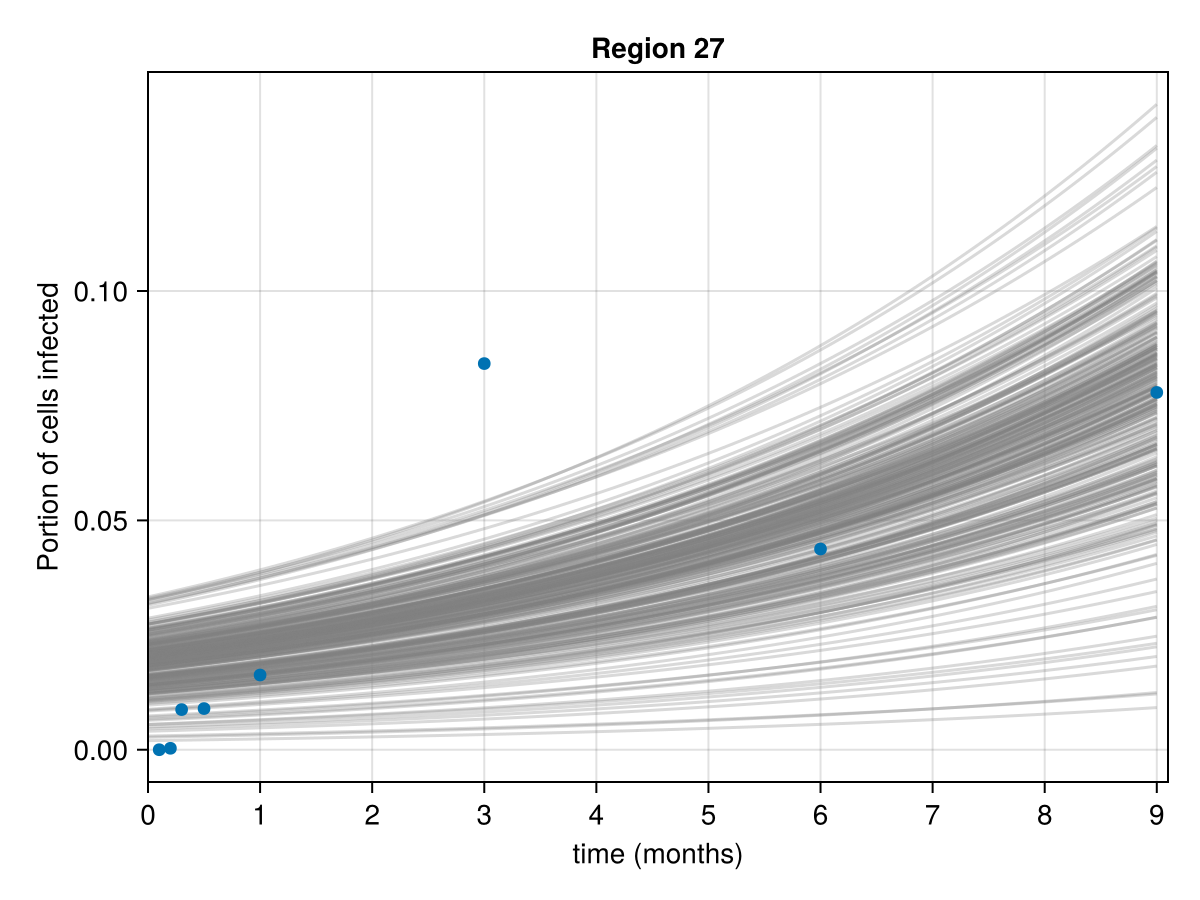 Region 27
Portion of cells infected
0.10
0.05
0.00
0 1 2 3 4 5 6 7 8 9
time (months)